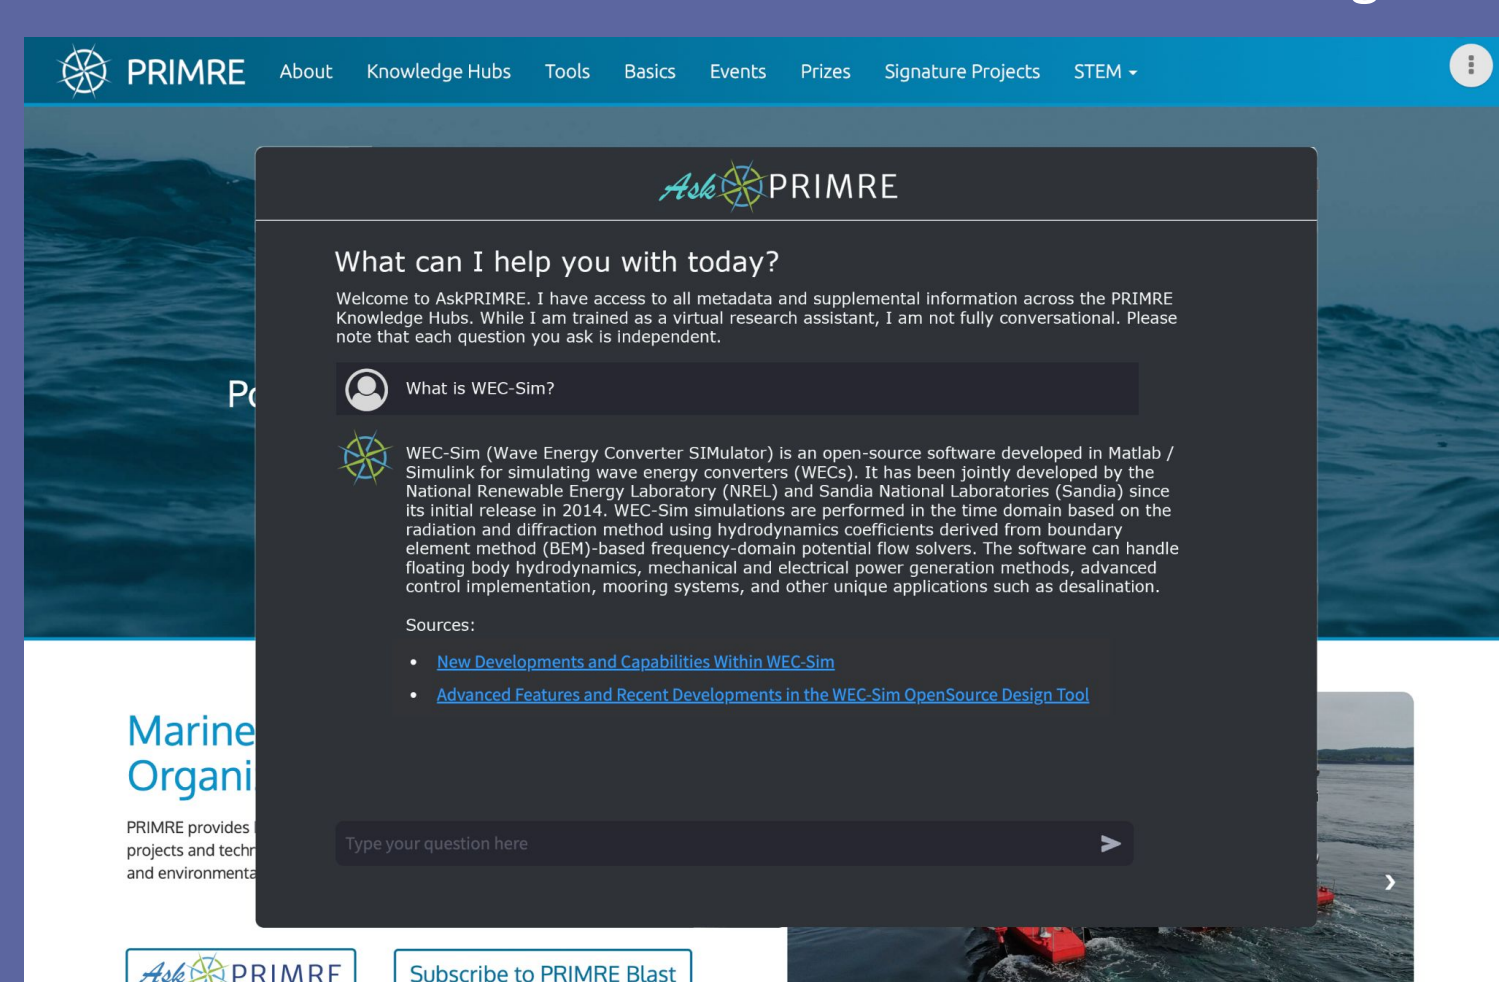 PRIMRE About Knowledge Hubs Tools Basics Events Prizes Signature Projects STEM
Ask PRIMRE
What can I help you with today?
Welcome to AskPRIMRE. I have access to all metadata and supplemental information across the PRIMRE
Knowledge Hubs. While I am trained as a virtual research assistant, I am not fully conversational. Please
note that each question you ask is independent.
What is WEC-Sim?
WEC-Sim (Wave Energy Converter SIMulator) is an open-source software developed in Matlab /
Simulink for simulating wave energy converters (WECs). It has been jointly developed by the
National Renewable Energy Laboratory (NREL) and Sandia National Laboratories (Sandia) since
its initial release in 2014. WEC-Sim simulations are performed in the time domain based on the
radiation and diffraction method using hydrodynamics coefficients derived from boundary
element method (BEM)-based frequency-domain potential flow solvers. The software can handle
floating body hydrodynamics, mechanical and electrical power generation methods, advanced
control implementation, mooring systems, and other unique applications such as desalination.
Sources:
• New Developments and Capabilities Within WEC-Sim
• Advanced Features and Recent Developments in the WEC-Sim OpenSource Design Tool
Type your question here
Marine
Organi
PRIMRE provides
projects and techn
and environmenta
Ask PRIMRE
Subscribe to PRIMRE Blast